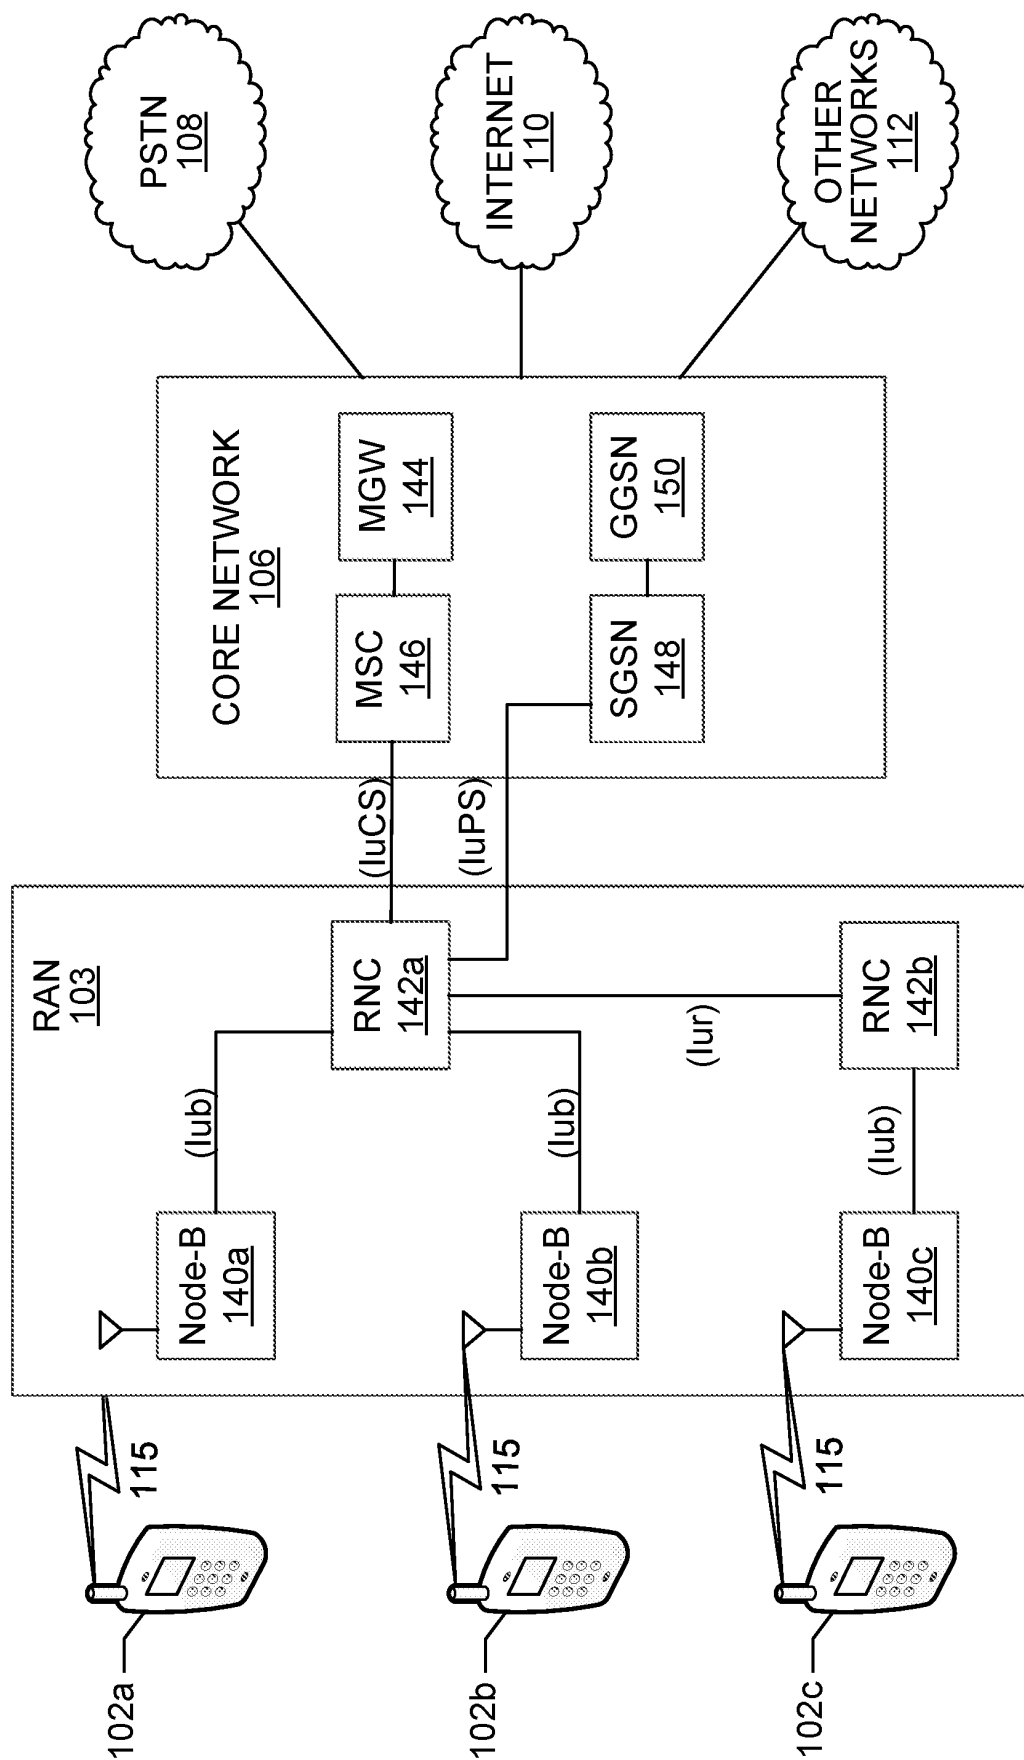 102a
115
RAN
103
Node-B
140a
(Iub)
RNC
142a
(IuCS)
CORE NETWORK
106
MSC
146
MGW
144
PSTN
108
102b
115
Node-B
140b
(Iub)
(IuPS)
SGSN
148
GGSN
150
INTERNET
110
102c
115
Node-B
140c
(Iub)
(Iur)
RNC
142b
OTHER
NETWORKS
112